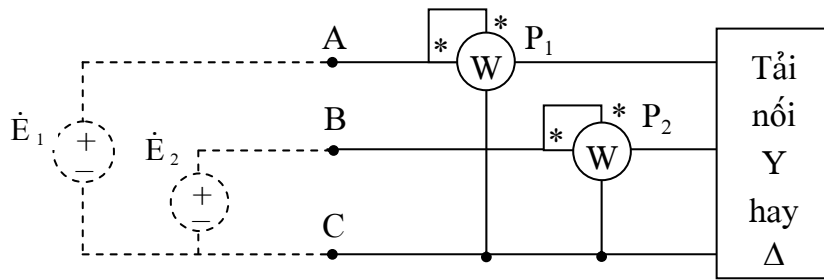 A
*
*
W
P₁
Ė₁
+
−
B
*
*
W
P₂
Ė₂
+
−
C
Tải
nối
Y
hay
Δ